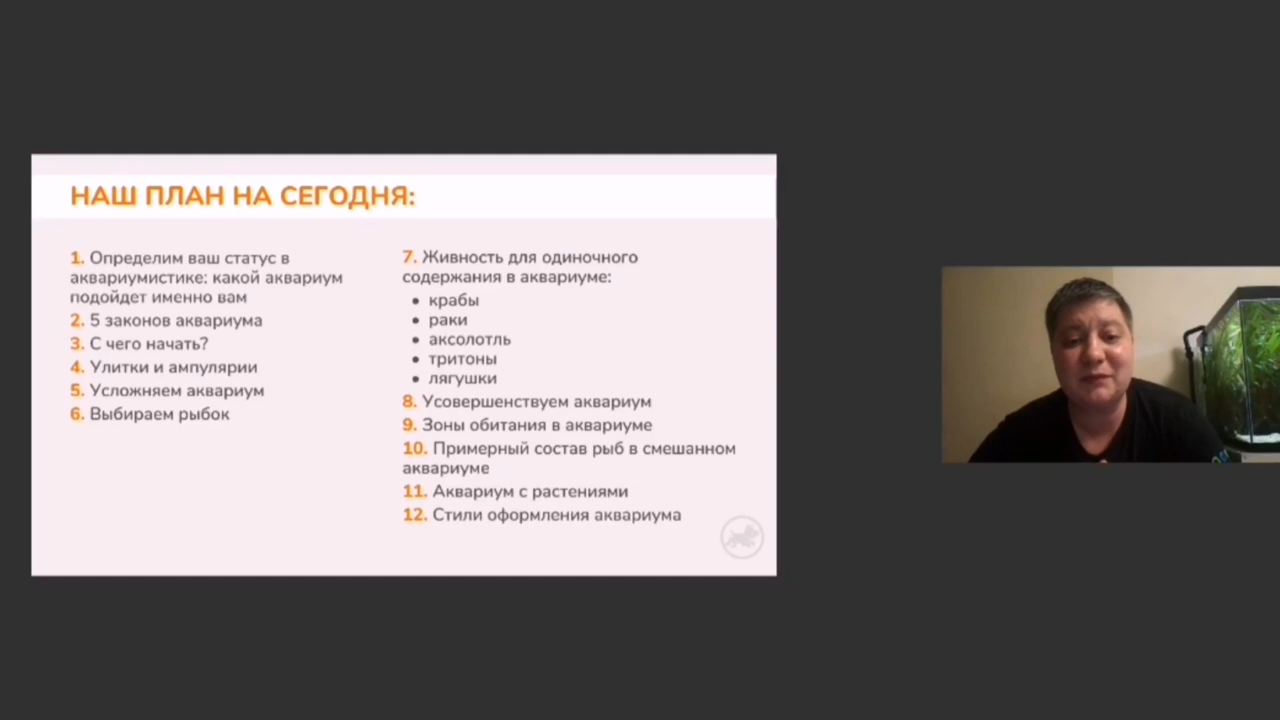 НАШ ПЛАН НА СЕГОДНЯ:
1. Определим ваш статус в
аквариумистике: какой аквариум
подойдет именно вам
2. 5 законов аквариума
3. С чего начать?
4. Улитки и ампулярии
5. Усложняем аквариум
6. Выбираем рыбок
7. Живность для одиночного
содержания в аквариуме:
• крабы
• раки
• аксолотль
• тритоны
• лягушки
8. Усовершенствуем аквариум
9. Зоны обитания в аквариуме
10. Примерный состав рыб в смешанном
аквариуме
11. Аквариум с растениями
12. Стили оформления аквариума